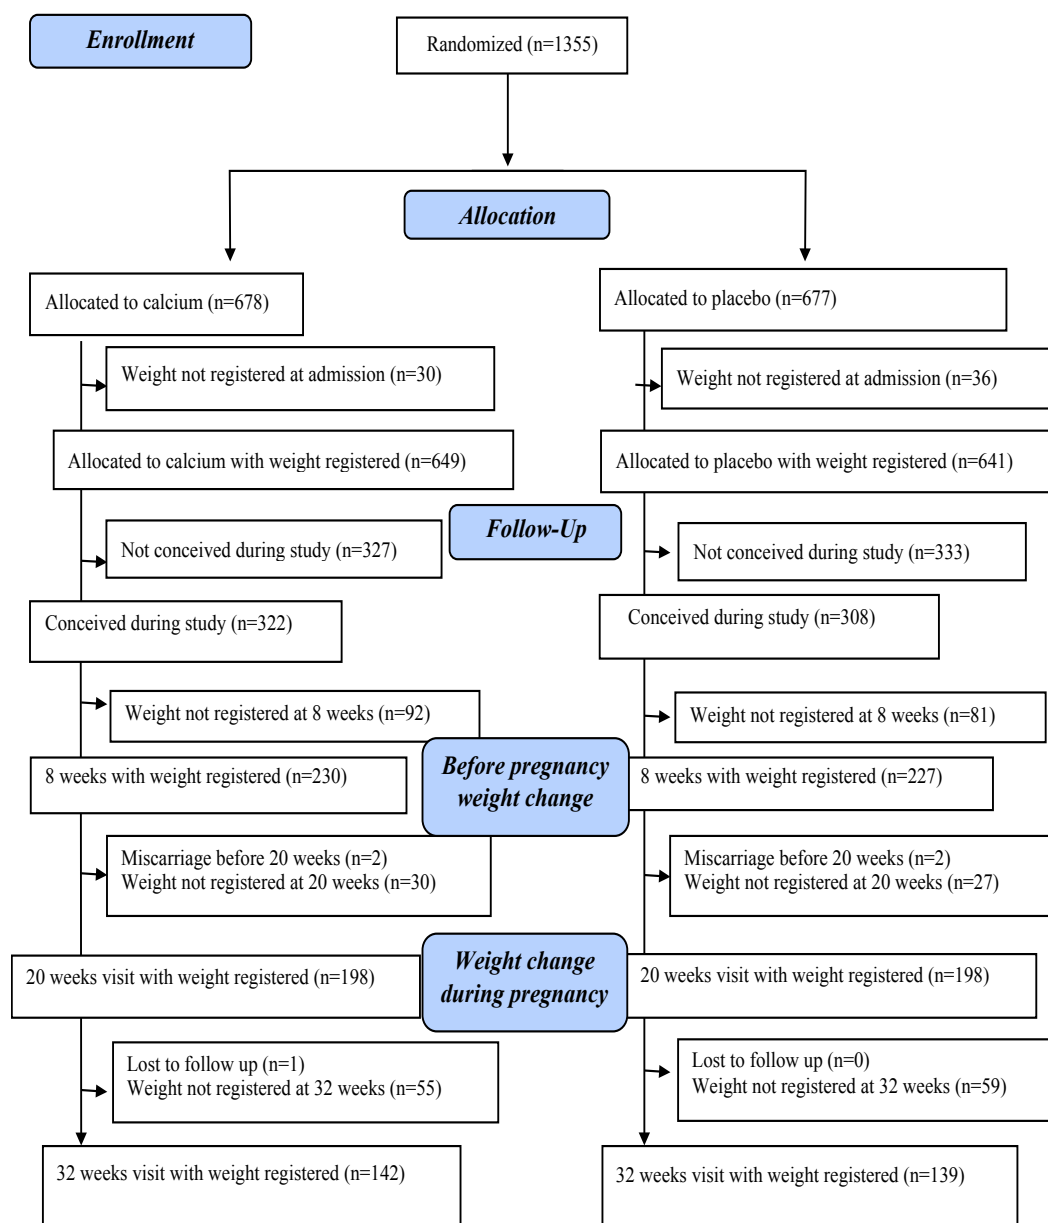 Enrollment
Randomized (n=1355)
Allocation
Allocated to calcium (n=678)
Allocated to placebo (n=677)
Weight not registered at admission (n=30)
Weight not registered at admission (n=36)
Allocated to calcium with weight registered (n=649)
Allocated to placebo with weight registered (n=641)
Follow-Up
Not conceived during study (n=327)
Not conceived during study (n=333)
Conceived during study (n=322)
Conceived during study (n=308)
Weight not registered at 8 weeks (n=92)
Weight not registered at 8 weeks (n=81)
Before pregnancy
weight change
8 weeks with weight registered (n=230)
8 weeks with weight registered (n=227)
Miscarriage before 20 weeks (n=2)
Weight not registered at 20 weeks (n=30)
Miscarriage before 20 weeks (n=2)
Weight not registered at 20 weeks (n=27)
Weight change
during pregnancy
20 weeks visit with weight registered (n=198)
20 weeks visit with weight registered (n=198)
Lost to follow up (n=1)
Weight not registered at 32 weeks (n=55)
Lost to follow up (n=0)
Weight not registered at 32 weeks (n=59)
32 weeks visit with weight registered (n=142)
32 weeks visit with weight registered (n=139)